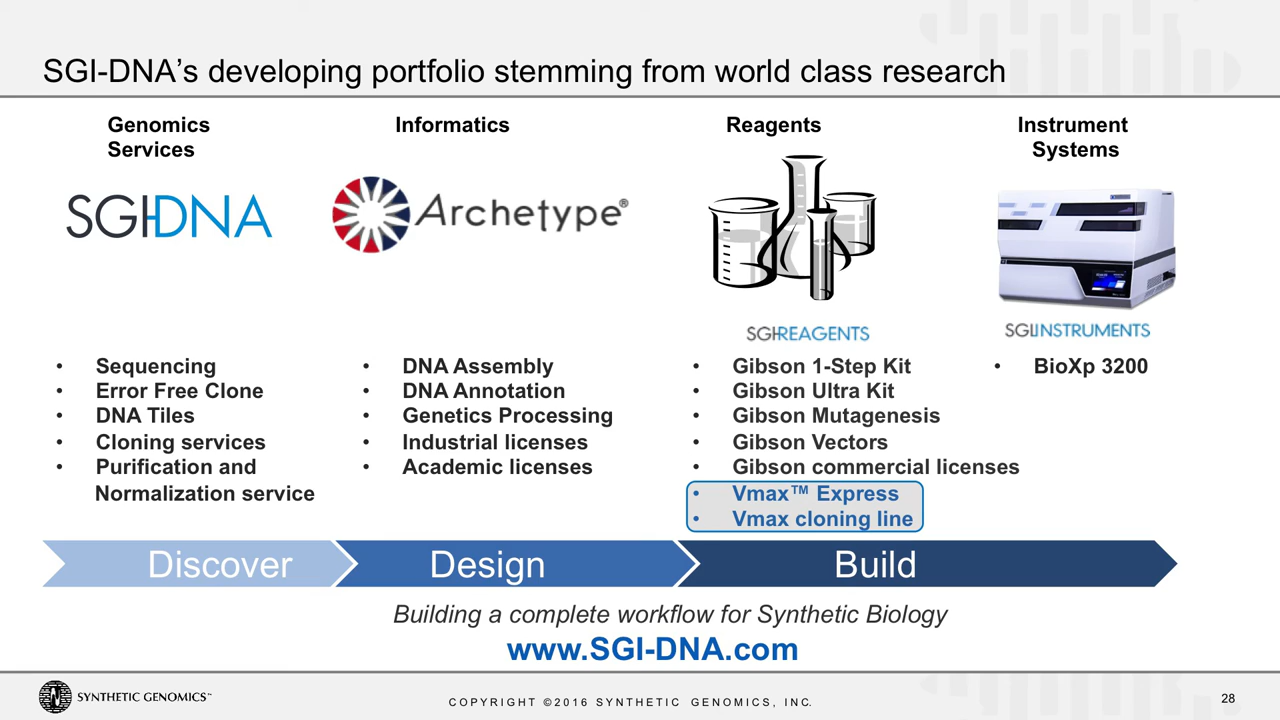 SGI-DNA’s developing portfolio stemming from world class research
Genomics
Services
SGI-DNA
• Sequencing
• Error Free Clone
• DNA Tiles
• Cloning services
• Purification and
Normalization service
Informatics
Archetype®
• DNA Assembly
• DNA Annotation
• Genetics Processing
• Industrial licenses
• Academic licenses
Reagents
SGI-REAGENTS
• Gibson 1-Step Kit
• Gibson Ultra Kit
• Gibson Mutagenesis
• Gibson Vectors
• Gibson commercial licenses
• Vmax™ Express
• Vmax cloning line
Instrument
Systems
SGI-INSTRUMENTS
• BioXp 3200
Discover
Design
Build
Building a complete workflow for Synthetic Biology
www.SGI-DNA.com
SYNTHETIC GENOMICS™
COPYRIGHT ©2016 SYNTHETIC GENOMICS, INC.
28